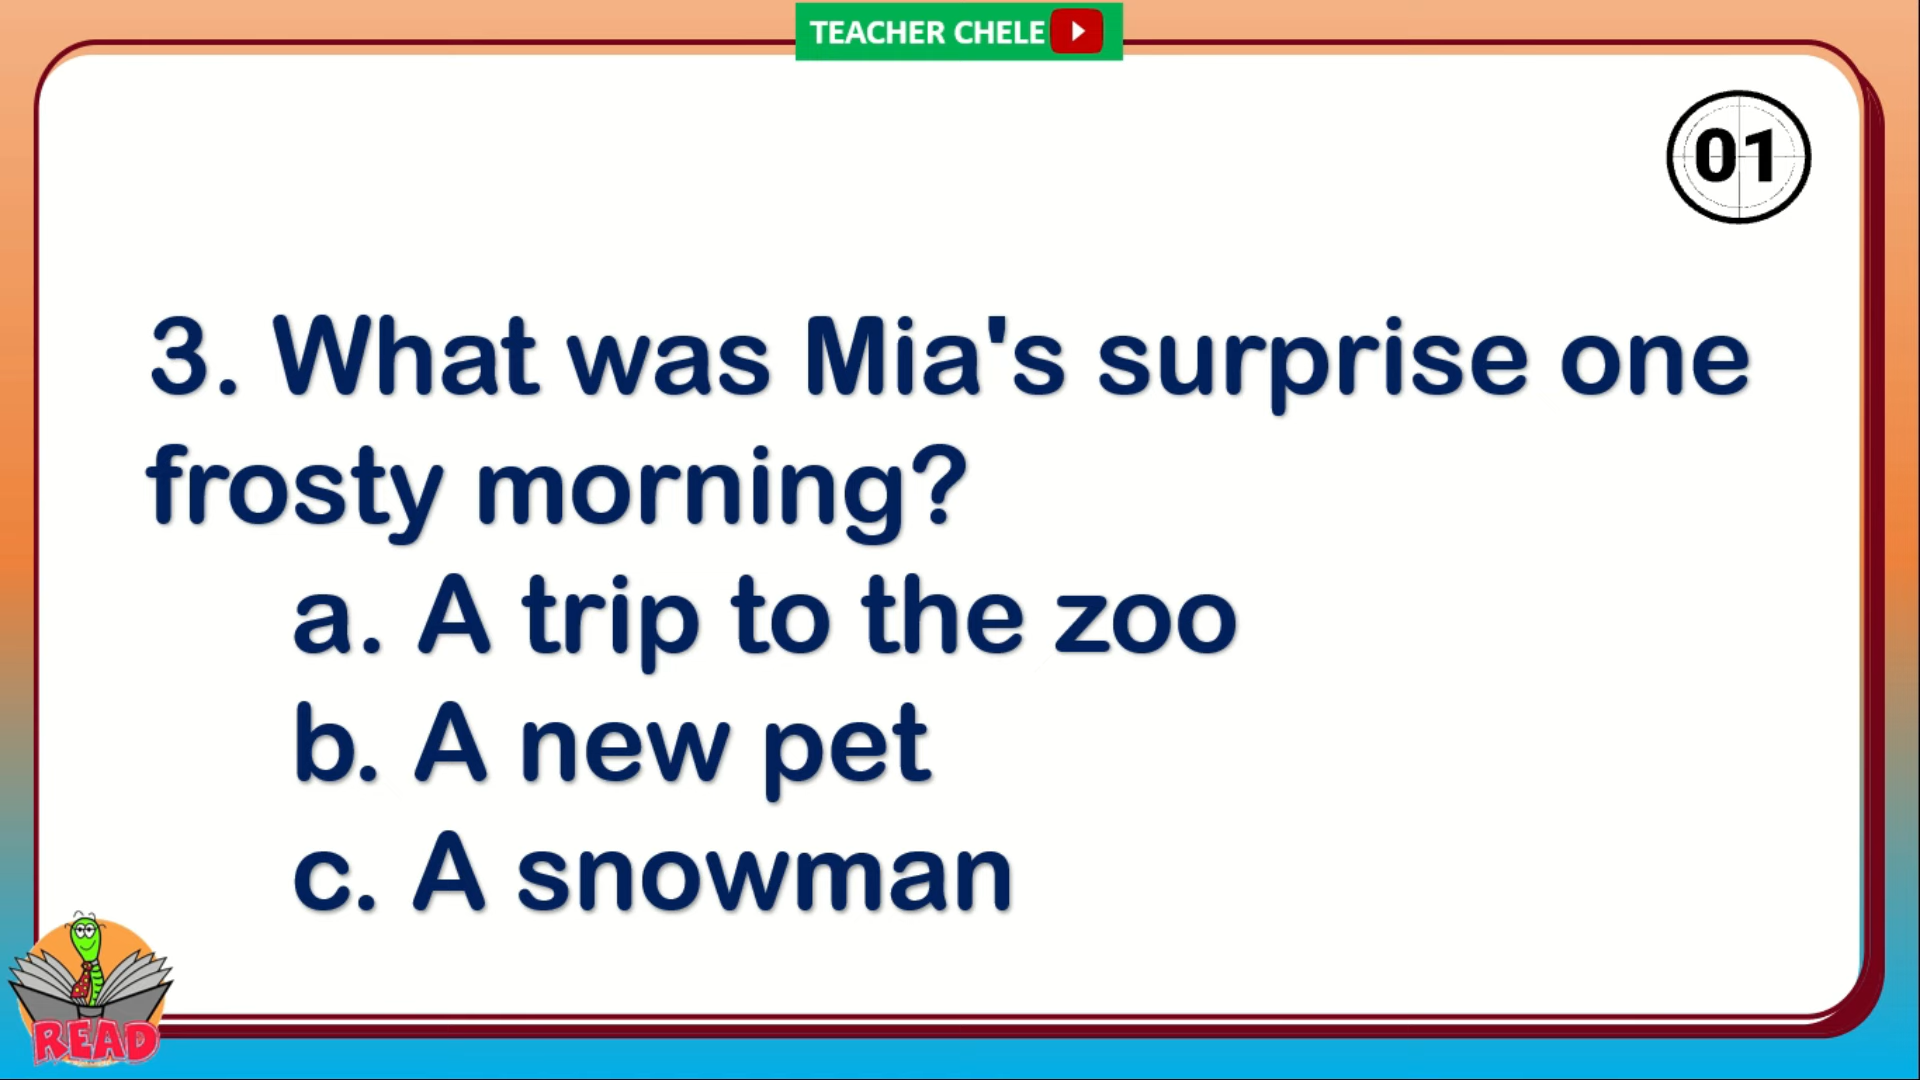 TEACHER CHELE
01
3. What was Mia's surprise one
frosty morning?
a. A trip to the zoo
b. A new pet
c. A snowman
READ